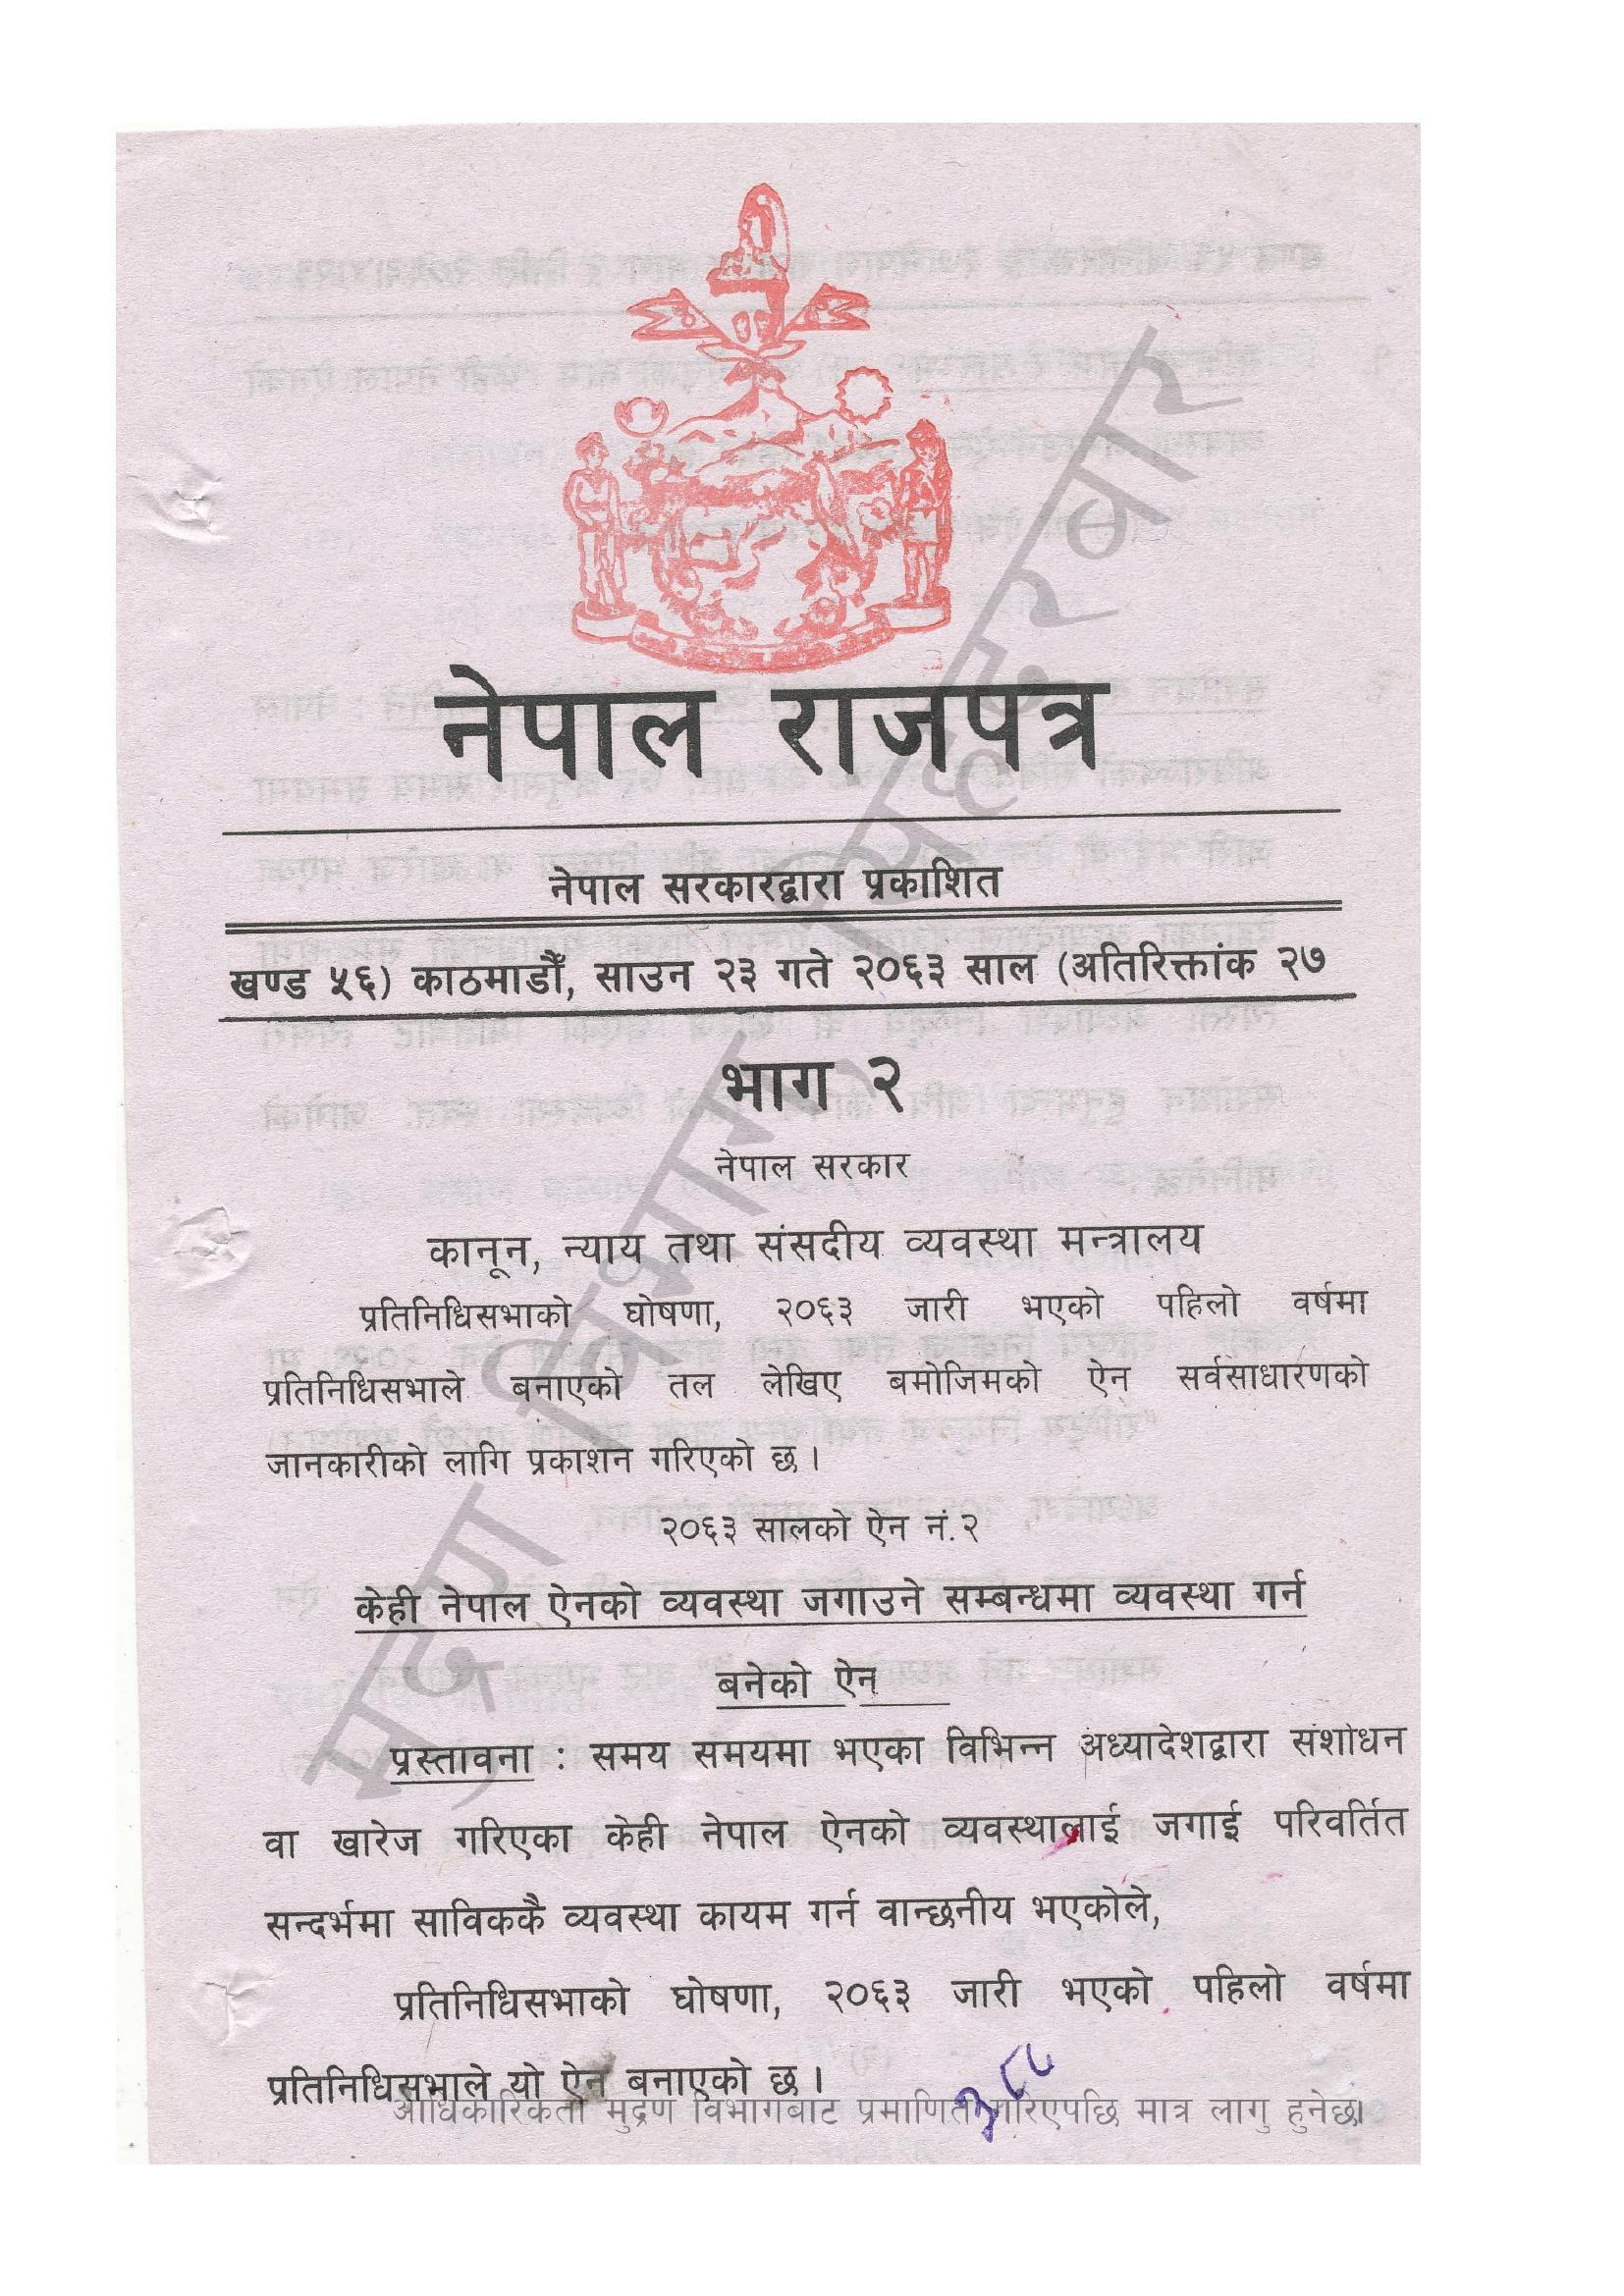 नेपाल राजपत्र
नेपाल सरकारद्वारा प्रकाशित
खण्ड ५६) काठमाडौँ, साउन २३ गते २०६३ साल (अतिरिक्तांक २७
भाग २
नेपाल सरकार
कानून, न्याय तथा संसदीय व्यवस्था मन्त्रालय
प्रतिनिधिसभाको घोषणा, २०६३ जारी भएको पहिलो वर्षमा
प्रतिनिधिसभाले बनाएको तल लेखिए बमोजिमको ऐन सर्वसाधारणको
जानकारीको लागि प्रकाशन गरिएको छ।
२०६३ सालको ऐन नं.२
केही नेपाल ऐनको व्यवस्था जगाउने सम्बन्धमा व्यवस्था गर्न
बनेको ऐन
प्रस्तावना : समय समयमा भएका विभिन्न अध्यादेशद्वारा संशोधन
वा खारेज गरिएका केही नेपाल ऐनको व्यवस्थालाई जगाई परिवर्तित
सन्दर्भमा साविककै व्यवस्था कायम गर्न वान्छनीय भएकोले,
प्रतिनिधिसभाको घोषणा, २०६३ जारी भएको पहिलो वर्षमा
प्रतिनिधिसभाले यो ऐन बनाएको छ।
आधिकारिकता मुद्रण विभागबाट प्रमाणित गरिएपछि मात्र लागु हुनेछ।
मुद्रण विभाग, सिंहदरवार